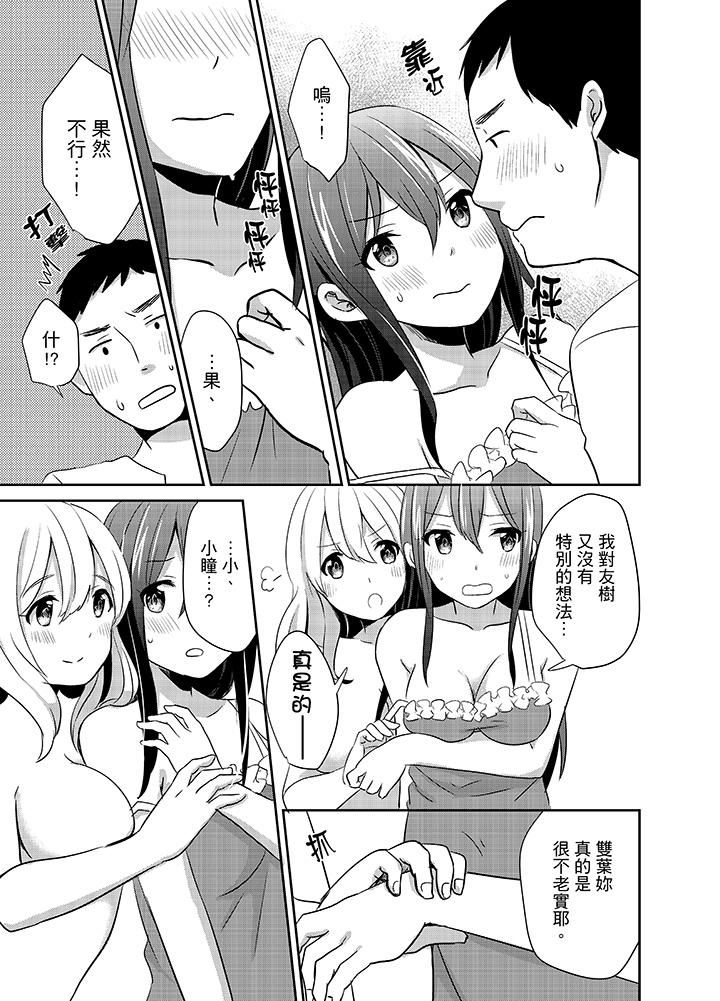 靠近
嗚…!
怦怦
怦怦
怦怦
…果、
果然
不行…!
打擊
什!?
我對友樹
又沒有
特別的想法…
真是的──
雙葉妳
真的是
很不老實耶。
抓
…小、
小瞳…?